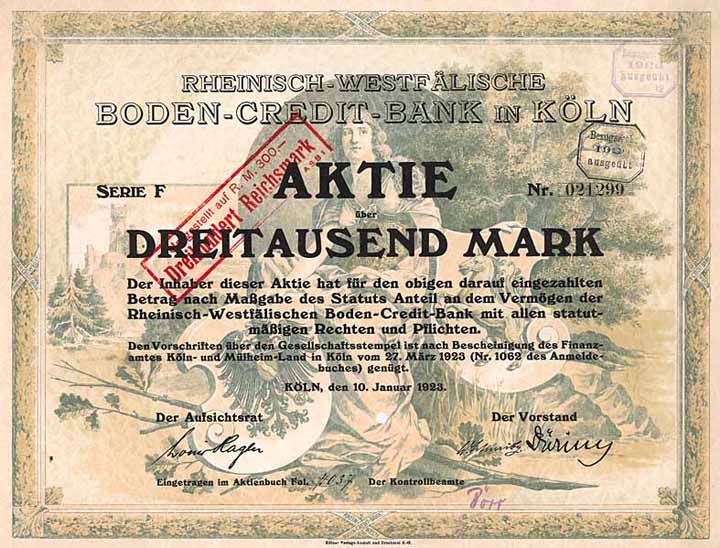 RHEINISCH-WESTFÄLISCHE
BODEN-CREDIT-BANK IN KÖLN
Bezugsrecht
ausgeübt
SERIE F
AKTIE
Nr. 021299
gestellt auf R. M. 300.—
Dreihundert Reichsmark
über
DREITAUSEND MARK
Der Inhaber dieser Aktie hat für den obigen darauf eingezahlten
Betrag nach Maßgabe des Statuts Anteil an dem Vermögen der
Rheinisch-Westfälischen Boden-Credit-Bank mit allen statut-
mäßigen Rechten und Pflichten.
Den Vorschriften über den Gesellschaftsstempel ist nach Bescheinigung des Finanz-
amtes Köln- und Mülheim-Land in Köln vom 27. März 1923 (Nr. 1062 des Anmelde-
buches) genügt.
KÖLN, den 10. Januar 1923.
Der Aufsichtsrat
Der Vorstand
Louis Hagen
Eingetragen im Aktienbuch Fol. 7037 Der Kontrollbeamte